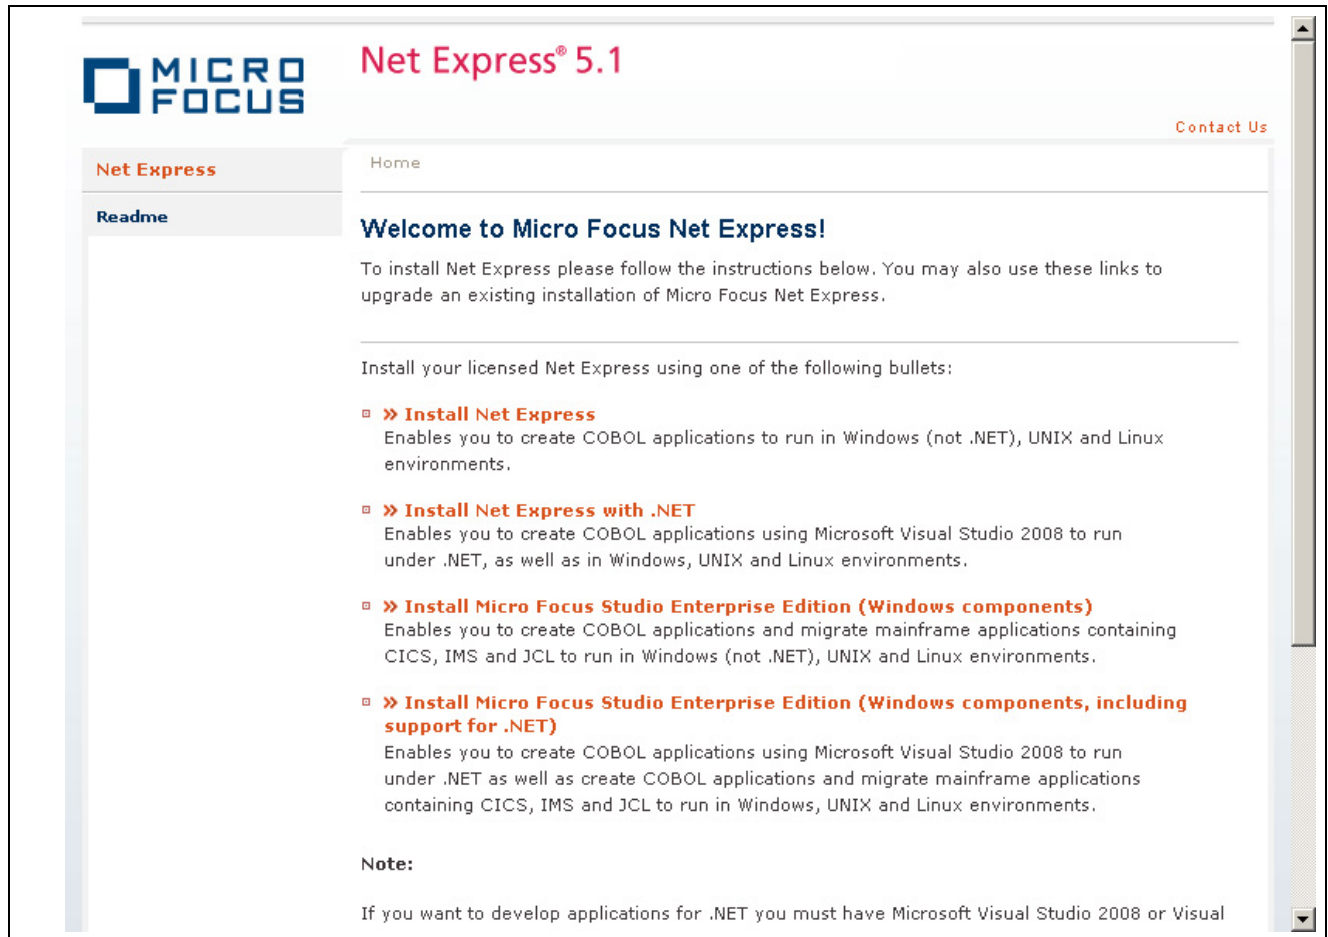 MICRO
FOCUS
Net Express® 5.1
Contact Us
Net Express
Readme
Home
Welcome to Micro Focus Net Express!
To install Net Express please follow the instructions below. You may also use these links to
upgrade an existing installation of Micro Focus Net Express.
Install your licensed Net Express using one of the following bullets:
» Install Net Express
Enables you to create COBOL applications to run in Windows (not .NET), UNIX and Linux
environments.
» Install Net Express with .NET
Enables you to create COBOL applications using Microsoft Visual Studio 2008 to run
under .NET, as well as in Windows, UNIX and Linux environments.
» Install Micro Focus Studio Enterprise Edition (Windows components)
Enables you to create COBOL applications and migrate mainframe applications containing
CICS, IMS and JCL to run in Windows (not .NET), UNIX and Linux environments.
» Install Micro Focus Studio Enterprise Edition (Windows components, including
support for .NET)
Enables you to create COBOL applications using Microsoft Visual Studio 2008 to run
under .NET as well as create COBOL applications and migrate mainframe applications
containing CICS, IMS and JCL to run in Windows, UNIX and Linux environments.
Note:
If you want to develop applications for .NET you must have Microsoft Visual Studio 2008 or Visual